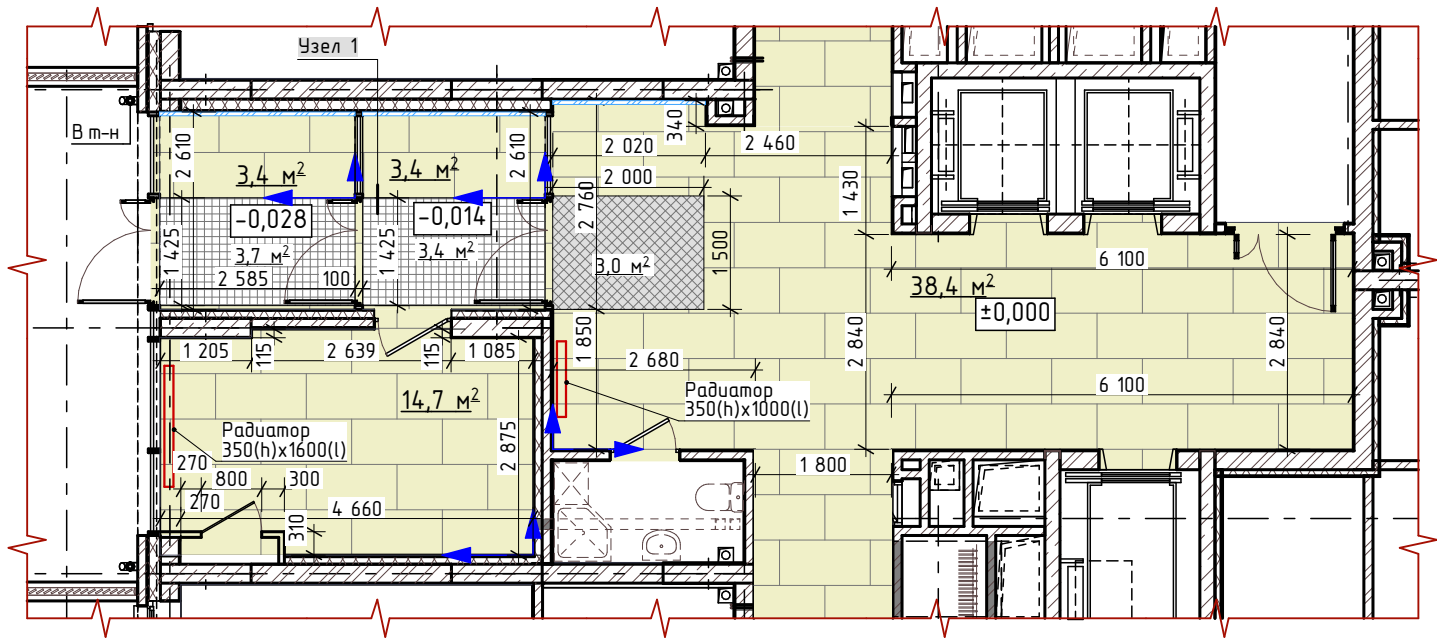 Узел 1
В т-н
2 610
3,4 м²
3,4 м²
2 610
2 020
340
2 460
2 000
2 760
1 430
-0,028
-0,014
1 425
3,7 м²
2 585
100
1 425
3,4 м²
3,0 м²
1 500
6 100
38,4 м²
±0,000
1 205
115
2 639
115
1 085
1 850
2 680
2 840
2 840
Радиатор
350(h)х1000(l)
6 100
14,7 м²
Радиатор
350(h)х1600(l)
2 875
270
800
300
270
4 660
310
1 800